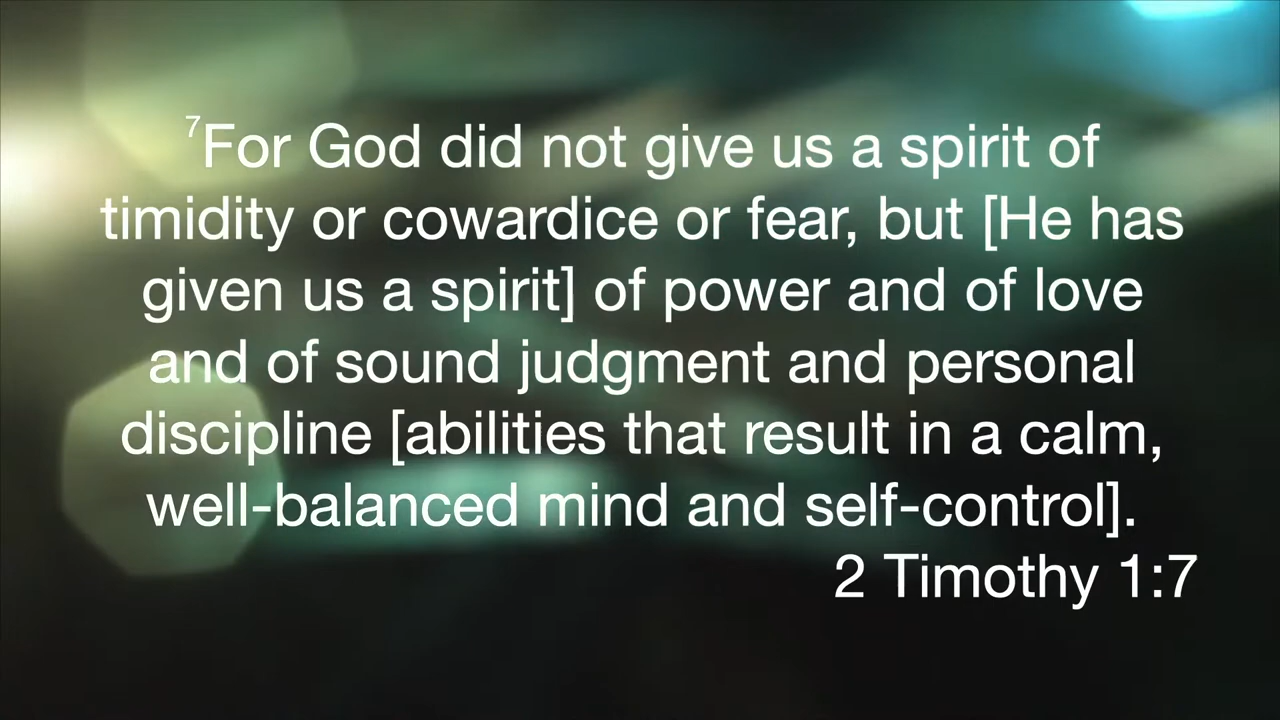 ⁷For God did not give us a spirit of
timidity or cowardice or fear, but [He has
given us a spirit] of power and of love
and of sound judgment and personal
discipline [abilities that result in a calm,
well-balanced mind and self-control].
2 Timothy 1:7